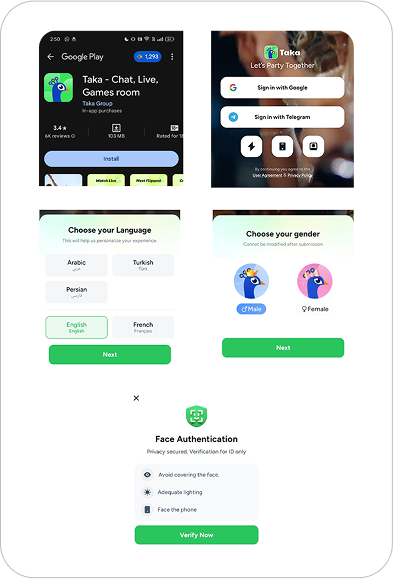 2:50
Google Play
1,293
Taka - Chat, Live,
Games room
Taka Group
In-app purchases
3.4★
6K reviews
103 MB
Rated for 18
Install
Watch Live
Meet Flippest
Taka
Let's Party Together
Sign in with Google
Sign in with Telegram
By continuing you agree to the
User Agreement & Privacy Policy
Choose your Language
This will help us personalize your experience.
Arabic
عربي
Turkish
Türk
Persian
فارسی
English
English
French
Français
Next
Choose your gender
Cannot be modified after submission
Male
Female
Next
Face Authentication
Privacy secured. Verification for ID only
Avoid covering the face.
Adequate lighting
Face the phone
Verify Now